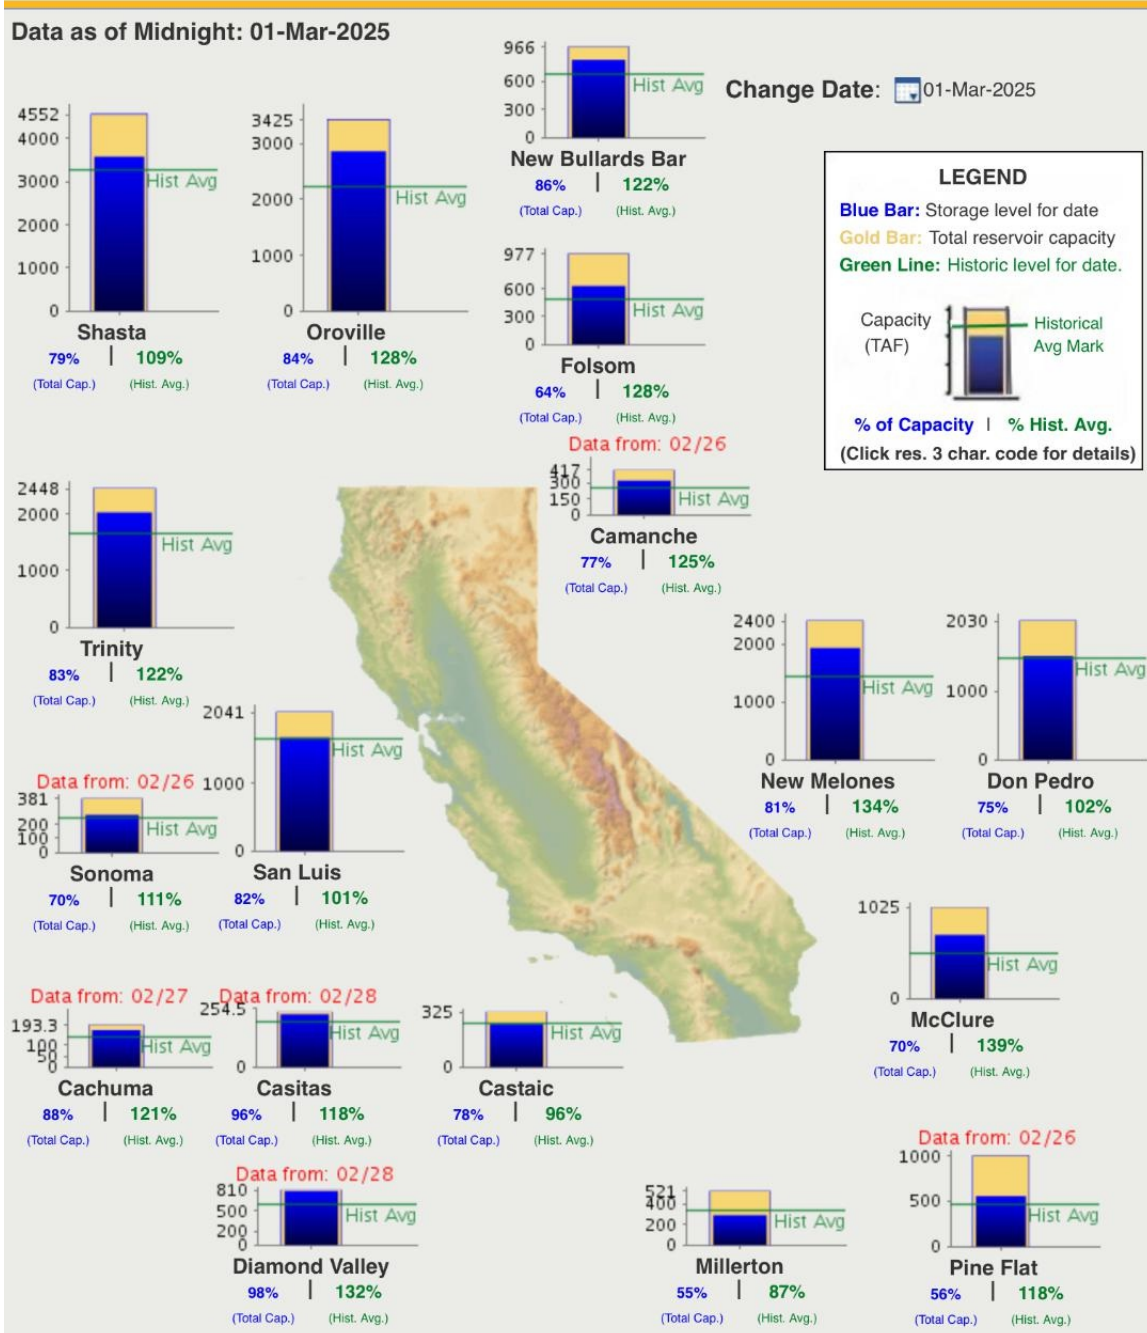 Data as of Midnight: 01-Mar-2025
Change Date: 01-Mar-2025
966
600
300
0
Hist Avg
New Bullards Bar
86% | 122%
(Total Cap.) (Hist. Avg.)
4552
4000
3000
2000
1000
0
Hist Avg
Shasta
79% | 109%
(Total Cap.) (Hist. Avg.)
3425
3000
2000
1000
0
Hist Avg
Oroville
84% | 128%
(Total Cap.) (Hist. Avg.)
977
600
300
0
Hist Avg
Folsom
64% | 128%
(Total Cap.) (Hist. Avg.)
LEGEND
Blue Bar: Storage level for date
Gold Bar: Total reservoir capacity
Green Line: Historic level for date.
Capacity
(TAF)
Historical
Avg Mark
% of Capacity | % Hist. Avg.
(Click res. 3 char. code for details)
Data from: 02/26
417
300
150
0
Hist Avg
Camanche
77% | 125%
(Total Cap.) (Hist. Avg.)
2448
2000
1000
0
Hist Avg
Trinity
83% | 122%
(Total Cap.) (Hist. Avg.)
2400
2000
1000
0
Hist Avg
New Melones
81% | 134%
(Total Cap.) (Hist. Avg.)
2030
1000
0
Hist Avg
Don Pedro
75% | 102%
(Total Cap.) (Hist. Avg.)
Data from: 02/26
381
200
100
0
Hist Avg
Sonoma
70% | 111%
(Total Cap.) (Hist. Avg.)
2041
1000
0
Hist Avg
San Luis
82% | 101%
(Total Cap.) (Hist. Avg.)
1025
0
Hist Avg
McClure
70% | 139%
(Total Cap.) (Hist. Avg.)
Data from: 02/27
193.3
100
50
0
Hist Avg
Cachuma
88% | 121%
(Total Cap.) (Hist. Avg.)
Data from: 02/28
254.5
0
Hist Avg
Casitas
96% | 118%
(Total Cap.) (Hist. Avg.)
325
0
Hist Avg
Castaic
78% | 96%
(Total Cap.) (Hist. Avg.)
Data from: 02/28
810
500
200
0
Hist Avg
Diamond Valley
98% | 132%
(Total Cap.) (Hist. Avg.)
521
400
200
0
Hist Avg
Millerton
55% | 87%
(Total Cap.) (Hist. Avg.)
Data from: 02/26
1000
500
0
Hist Avg
Pine Flat
56% | 118%
(Total Cap.) (Hist. Avg.)